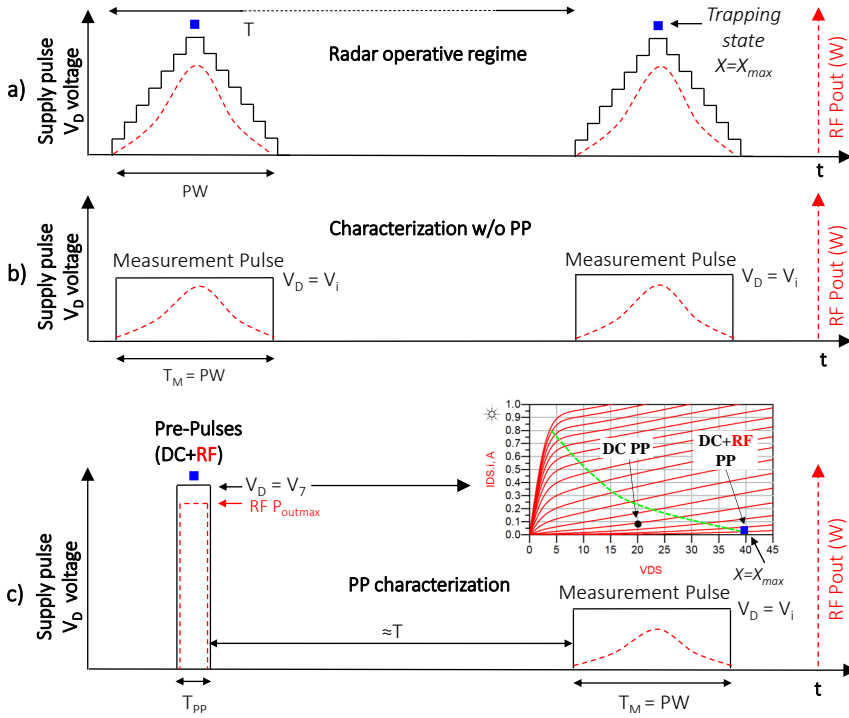 T
Trapping
state
X=Xmax
Radar operative regime
a)
Supply pulse
VD voltage
RF Pout (W)
PW
t
Characterization w/o PP
b)
Supply pulse
VD voltage
Measurement Pulse
VD = Vi
Measurement Pulse
VD = Vi
RF Pout (W)
TM = PW
t
Pre-Pulses
(DC+RF)
VD = V7
RF Poutmax
IDS.i, A
1.0
0.9
0.8
0.7
0.6
0.5
0.4
0.3
0.2
0.1
0.0
DC PP
DC+RF
PP
0 5 10 15 20 25 30 35 40 45
VDS
X=Xmax
PP characterization
c)
Supply pulse
VD voltage
Measurement Pulse
VD = Vi
RF Pout (W)
≈T
TPP
TM = PW
t